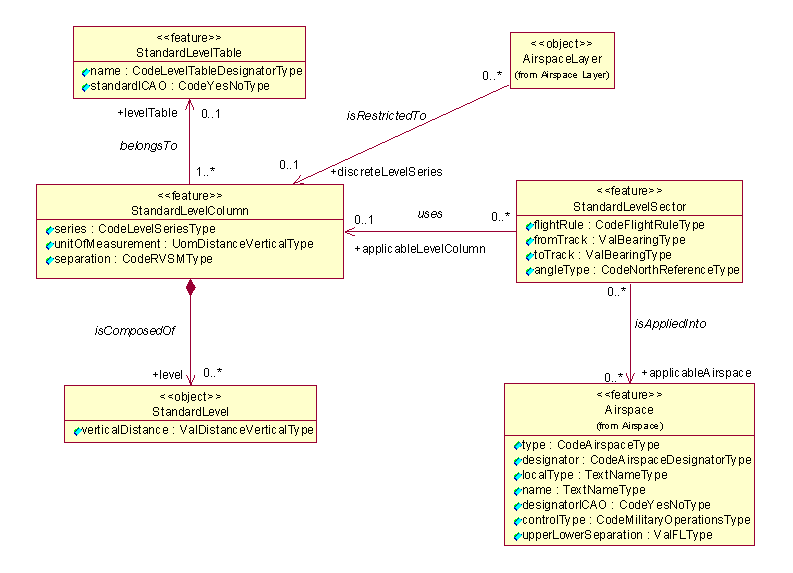 <<feature>>
StandardLevelTable
name : CodeLevelTableDesignatorType
standardICAO : CodeYesNoType
<<object>>
AirspaceLayer
(from Airspace Layer)
0..*
+levelTable
0..1
isRestrictedTo
belongsTo
1..*
0..1
+discreteLevelSeries
<<feature>>
StandardLevelColumn
series : CodeLevelSeriesType
unitOfMeasurement : UomDistanceVerticalType
separation : CodeRVSMType
0..1
uses
0..*
+applicableLevelColumn
<<feature>>
StandardLevelSector
flightRule : CodeFlightRuleType
fromTrack : ValBearingType
toTrack : ValBearingType
angleType : CodeNorthReferenceType
0..*
isComposedOf
isAppliedInto
+level
0..*
0..*
+applicableAirspace
<<object>>
StandardLevel
verticalDistance : ValDistanceVerticalType
<<feature>>
Airspace
(from Airspace)
type : CodeAirspaceType
designator : CodeAirspaceDesignatorType
localType : TextNameType
name : TextNameType
designatorICAO : CodeYesNoType
controlType : CodeMilitaryOperationsType
upperLowerSeparation : ValFLType